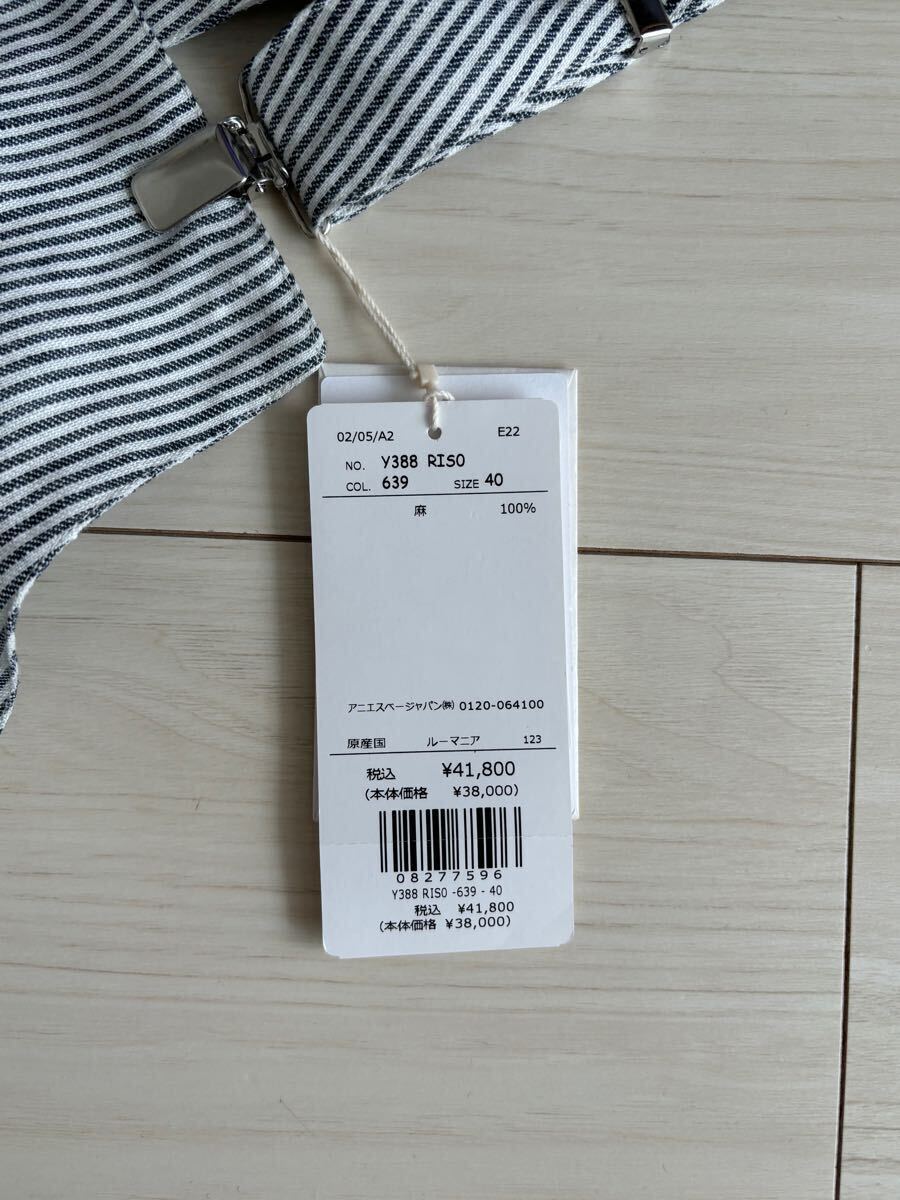 02/05/A2 E22
NO. Y388 RISO
COL. 639 SIZE 40
麻 100%
アニエスベージャパン㈱ 0120-064100
原産国 ルーマニア 123
税込 ¥41,800
(本体価格 ¥38,000)
08277596
Y388 RISO -639 - 40
税込 ¥41,800
(本体価格 ¥38,000)